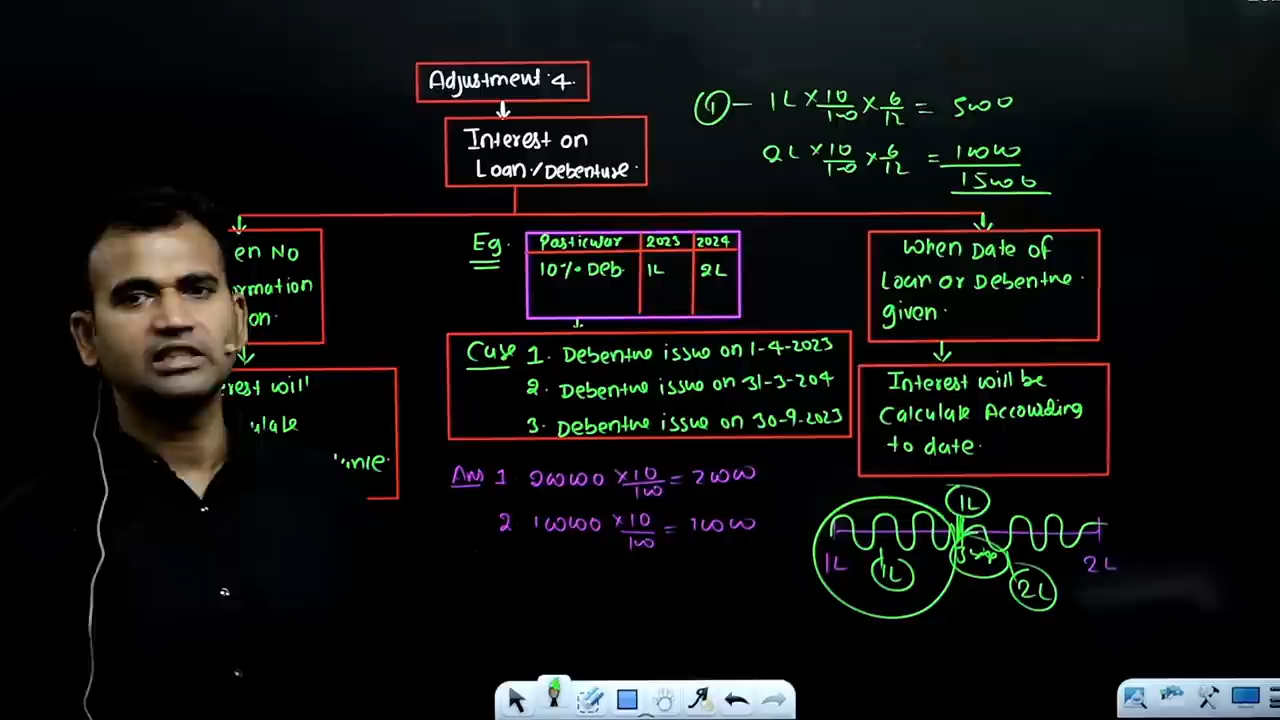 Adjustment 4.
Interest on
Loan/Debenture.
① - 1L × 10/100 × 6/12 = 5000
2L × 10/100 × 6/12 = 10000
15000
en No
rmation
on.
rest will
ulate
Eg.
Particular 2023 2024
10% Deb. 1L 2L
Case 1. Debenture issue on 1-4-2023
2. Debenture issue on 31-3-204
3. Debenture issue on 30-9-2023
Ans 1 200000 × 10/100 = 20000
2 100000 × 10/100 = 10000
When Date of
Loan or Debenture.
given.
Interest will be
Calculate According
to date.
1L
1L 1L 2L
2L